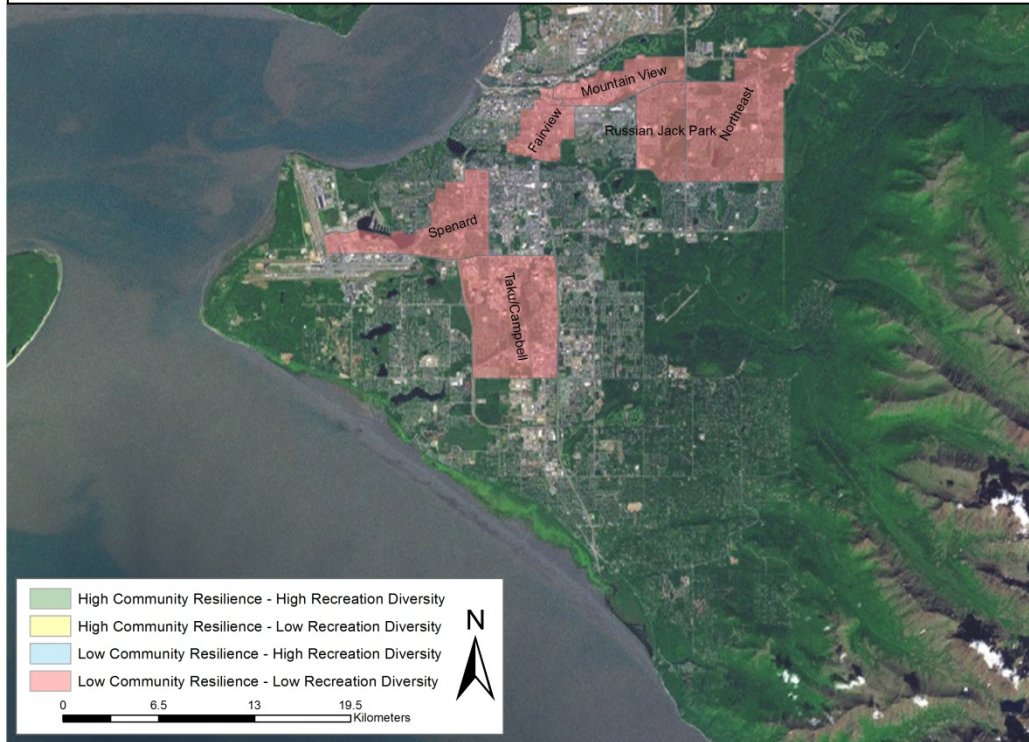 Mountain View
Fairview
Russian Jack Park
Northeast
Spenard
Taku/Campbell
High Community Resilience - High Recreation Diversity
High Community Resilience - Low Recreation Diversity
Low Community Resilience - High Recreation Diversity
Low Community Resilience - Low Recreation Diversity
N
0 6.5 13 19.5
Kilometers